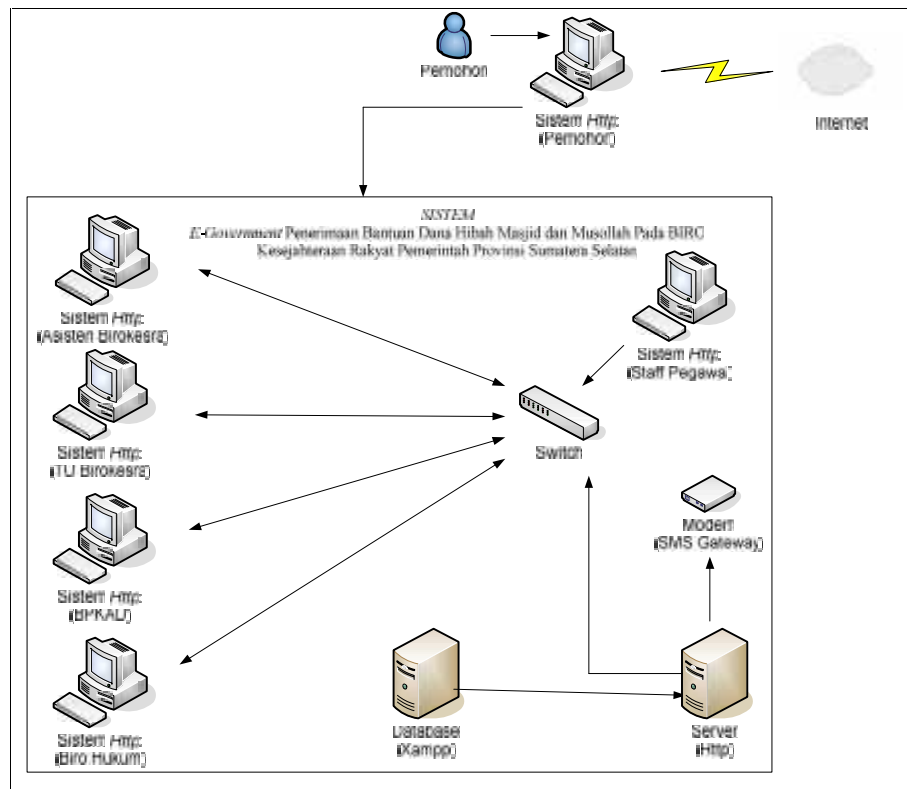 Pemohon
Sistem Http
(Pemohon)
Internet
SISTEM
E-Government Penerimaan Bantuan Dana Hibah Masjid dan Musollah Pada BIRO
Kesejahteraan Rakyat Pemerintah Provinsi Sumatera Selatan
Sistem Http
(Asisten Birokesra)
Sistem Http
(Staff Pegawai)
Sistem Http
(TU Birokesra)
Switch
Modem
(SMS Gateway)
Sistem Http
(BPKAD)
Sistem Http
(Biro Hukum)
Database
(Xampp)
Server
(Http)